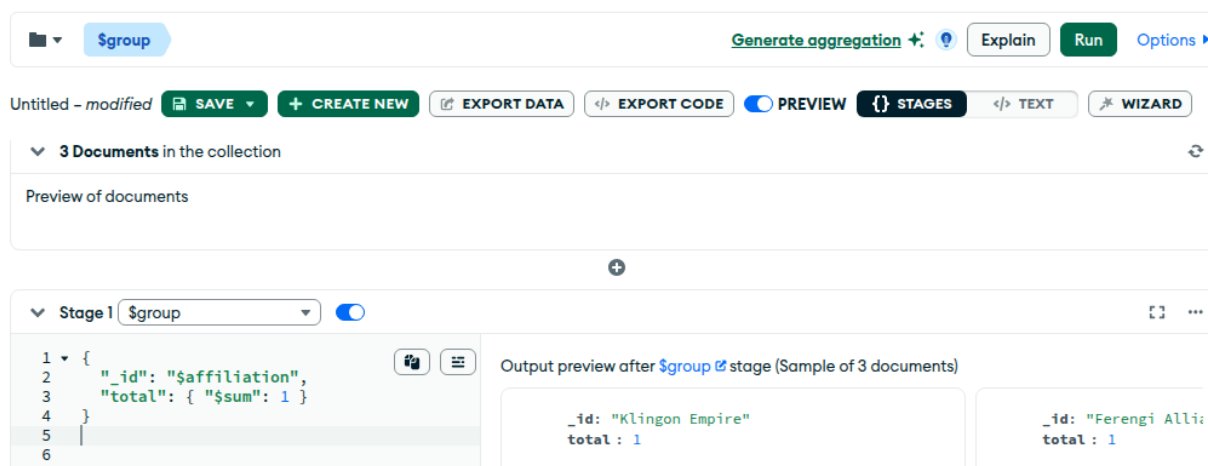 $group Generate aggregation Explain Run Options
Untitled – modified SAVE + CREATE NEW EXPORT DATA </> EXPORT CODE PREVIEW {} STAGES </> TEXT WIZARD
3 Documents in the collection
Preview of documents
Stage 1 $group
1 {
2 "_id": "$affiliation",
3 "total": { "$sum": 1 }
4 }
5
6
Output preview after $group stage (Sample of 3 documents)
_id: "Klingon Empire"
total : 1
_id: "Ferengi
total : 1